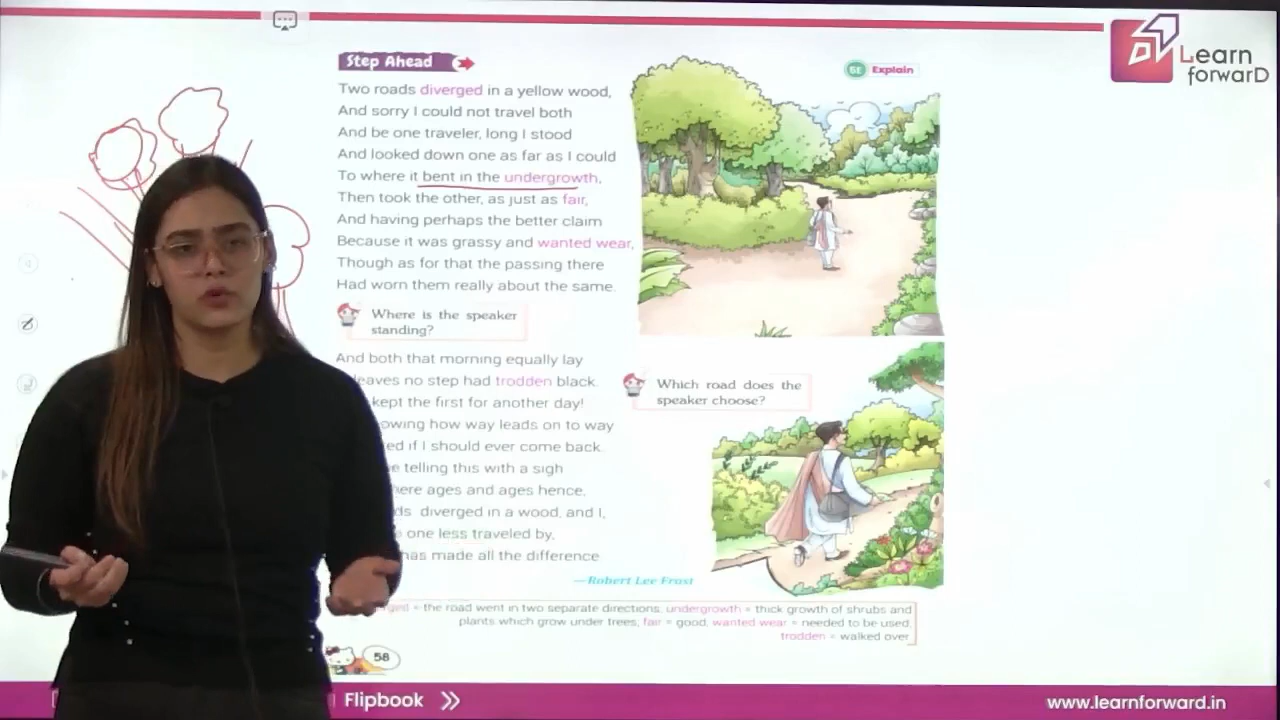 Learn
forwarD
Step Ahead
5E Explain
Two roads diverged in a yellow wood,
And sorry I could not travel both
And be one traveler, long I stood
And looked down one as far as I could
To where it bent in the undergrowth,
Then took the other, as just as fair,
And having perhaps the better claim
Because it was grassy and wanted wear,
Though as for that the passing there
Had worn them really about the same.
Where is the speaker
standing?
And both that morning equally lay
leaves no step had trodden black.
kept the first for another day!
owing how way leads on to way
ed if I should ever come back.
telling this with a sigh
ere ages and ages hence,
ds diverged in a wood, and I,
one less traveled by,
has made all the difference
—Robert Lee Frost
Which road does the
speaker choose?
ged = the road went in two separate directions, undergrowth = thick growth of shrubs and
plants which grow under trees, fair = good, wanted wear = needed to be used,
trodden = walked over
58
Flipbook
www.learnforward.in